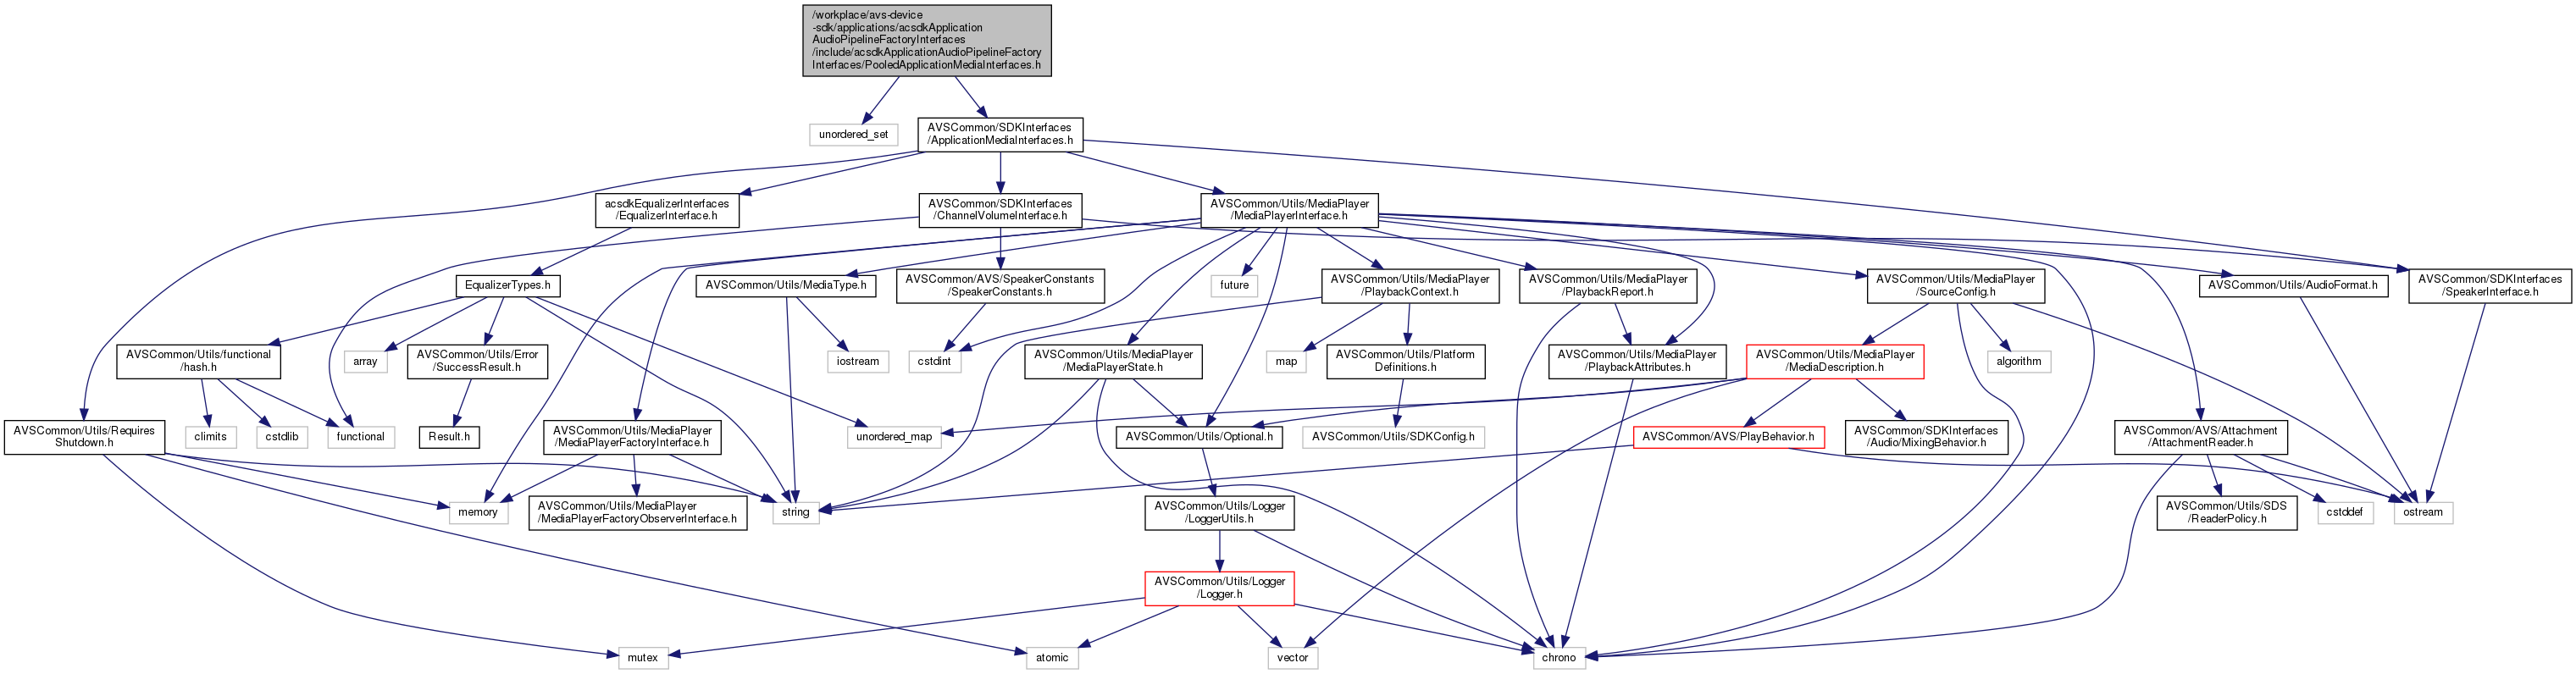 /workplace/avs-device
-sdk/applications/acsdkApplication
AudioPipelineFactoryInterfaces
/include/acsdkApplicationAudioPipelineFactory
Interfaces/PooledApplicationMediaInterfaces.h
unordered_set
AVSCommon/SDKInterfaces
/ApplicationMediaInterfaces.h
acsdkEqualizerInterfaces
/EqualizerInterface.h
AVSCommon/SDKInterfaces
/ChannelVolumeInterface.h
AVSCommon/Utils/MediaPlayer
/MediaPlayerInterface.h
EqualizerTypes.h
AVSCommon/Utils/MediaType.h
AVSCommon/AVS/SpeakerConstants
/SpeakerConstants.h
future
AVSCommon/Utils/MediaPlayer
/PlaybackContext.h
AVSCommon/Utils/MediaPlayer
/PlaybackReport.h
AVSCommon/Utils/MediaPlayer
/SourceConfig.h
AVSCommon/Utils/AudioFormat.h
AVSCommon/SDKInterfaces
/SpeakerInterface.h
AVSCommon/Utils/functional
/hash.h
array
AVSCommon/Utils/Error
/SuccessResult.h
iostream
cstdint
AVSCommon/Utils/MediaPlayer
/MediaPlayerState.h
map
AVSCommon/Utils/Platform
Definitions.h
AVSCommon/Utils/MediaPlayer
/PlaybackAttributes.h
AVSCommon/Utils/MediaPlayer
/MediaDescription.h
algorithm
AVSCommon/Utils/Requires
Shutdown.h
climits
cstdlib
functional
Result.h
AVSCommon/Utils/MediaPlayer
/MediaPlayerFactoryInterface.h
unordered_map
AVSCommon/Utils/Optional.h
AVSCommon/Utils/SDKConfig.h
AVSCommon/AVS/PlayBehavior.h
AVSCommon/SDKInterfaces
/Audio/MixingBehavior.h
AVSCommon/AVS/Attachment
/AttachmentReader.h
memory
AVSCommon/Utils/MediaPlayer
/MediaPlayerFactoryObserverInterface.h
string
AVSCommon/Utils/Logger
/LoggerUtils.h
AVSCommon/Utils/SDS
/ReaderPolicy.h
cstddef
ostream
AVSCommon/Utils/Logger
/Logger.h
mutex
atomic
vector
chrono